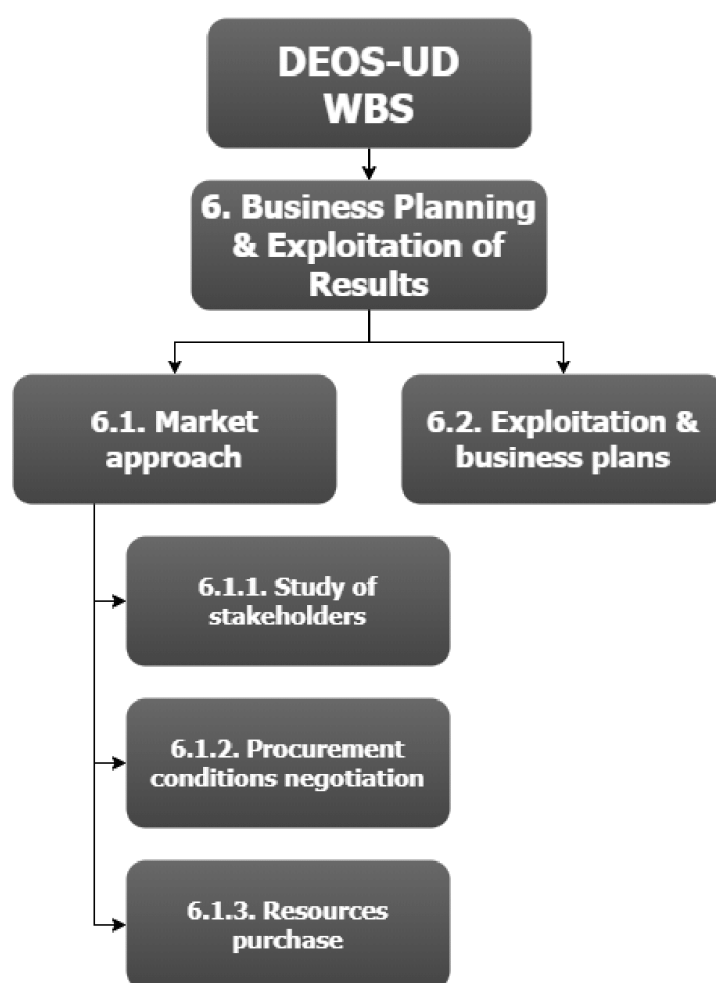 DEOS-UD
WBS
6. Business Planning
& Exploitation of
Results
6.1. Market
approach
6.2. Exploitation &
business plans
6.1.1. Study of
stakeholders
6.1.2. Procurement
conditions negotiation
6.1.3. Resources
purchase